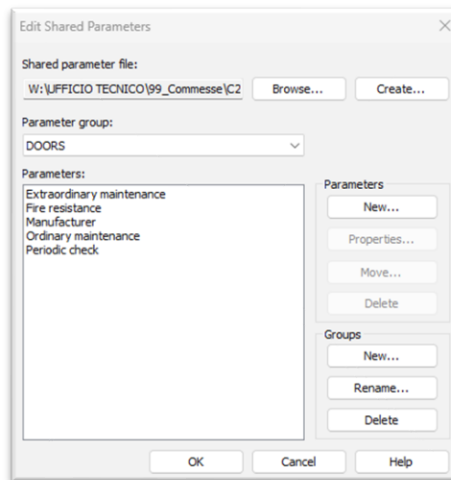 Edit Shared Parameters
Shared parameter file:
W:\UFFICIO TECNICO\99_Commesse\C2
Browse...
Create...
Parameter group:
DOORS
Parameters:
Extraordinary maintenance
Fire resistance
Manufacturer
Ordinary maintenance
Periodic check
Parameters
New...
Properties...
Move...
Delete
Groups
New...
Rename...
Delete
OK
Cancel
Help